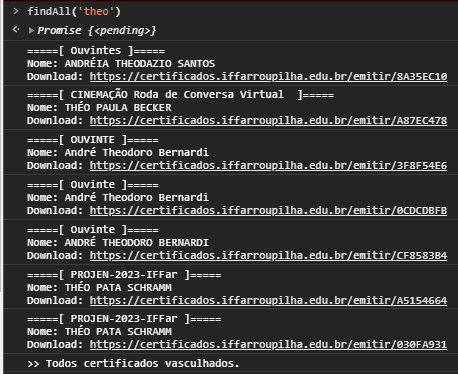 > findAll('theo')
<· ▶ Promise {<pending>}
=====[ Ouvintes ]=====
Nome: ANDRÉIA THEODAZIO SANTOS
Download: https://certificados.iffarroupilha.edu.br/emitir/8A35EC10
=====[ CINEMAÇÃO Roda de Conversa Virtual  ]=====
Nome: THÉO PAULA BECKER
Download: https://certificados.iffarroupilha.edu.br/emitir/A87EC478
=====[ OUVINTE ]=====
Nome: André Theodoro Bernardi
Download: https://certificados.iffarroupilha.edu.br/emitir/3F8F54E6
=====[ Ouvinte ]=====
Nome: André Theodoro Bernardi
Download: https://certificados.iffarroupilha.edu.br/emitir/0CDCDBFB
=====[ Ouvinte ]=====
Nome: ANDRÉ THEODORO BERNARDI
Download: https://certificados.iffarroupilha.edu.br/emitir/CF8583B4
=====[ PROJEN-2023-IFFar ]=====
Nome: THÉO PATA SCHRAMM
Download: https://certificados.iffarroupilha.edu.br/emitir/A5154664
=====[ PROJEN-2023-IFFar ]=====
Nome: THÉO PATA SCHRAMM
Download: https://certificados.iffarroupilha.edu.br/emitir/030FA931
>> Todos certificados vasculhados.